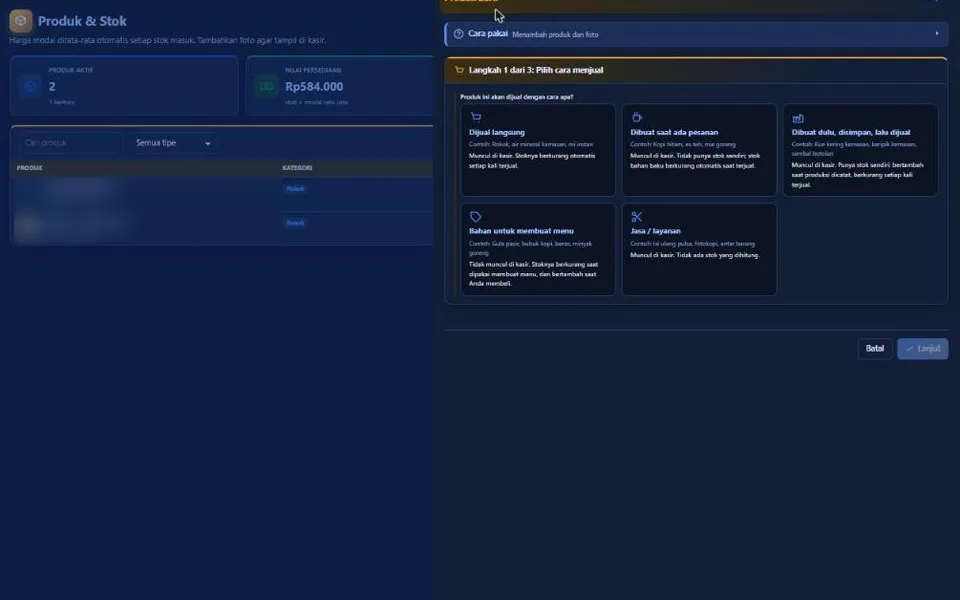 Produk & Stok
Harga modal dirata-rata otomatis setiap stok masuk. Tambahkan foto agar tampil di kasir.
PRODUK AKTIF
2
1 berfoto
NILAI PERSEDIAAN
Rp584.000
stok × modal rata-rata
Cari produk
Semua tipe
PRODUK
KATEGORI
Rokok
Rokok
Cara pakai Menambah produk dan foto
Langkah 1 dari 3: Pilih cara menjual
Produk ini akan dijual dengan cara apa?
Dijual langsung
Contoh: Rokok, air mineral kemasan, mi instan
Muncul di kasir. Stoknya berkurang otomatis
setiap kali terjual.
Dibuat saat ada pesanan
Contoh: Kopi hitam, es teh, mie goreng
Muncul di kasir. Tidak punya stok sendiri; stok
bahan baku berkurang otomatis saat terjual.
Dibuat dulu, disimpan, lalu dijual
Contoh: Kue kering kemasan, keripik kemasan,
sambal botolan
Muncul di kasir. Punya stok sendiri: bertambah
saat produksi dicatat, berkurang setiap kali
terjual.
Bahan untuk membuat menu
Contoh: Gula pasir, bubuk kopi, beras, minyak
goreng
Tidak muncul di kasir. Stoknya berkurang saat
dipakai membuat menu, dan bertambah saat
Anda membeli.
Jasa / layanan
Contoh: Isi ulang pulsa, fotokopi, antar barang
Muncul di kasir. Tidak ada stok yang dihitung.
Batal
Lanjut